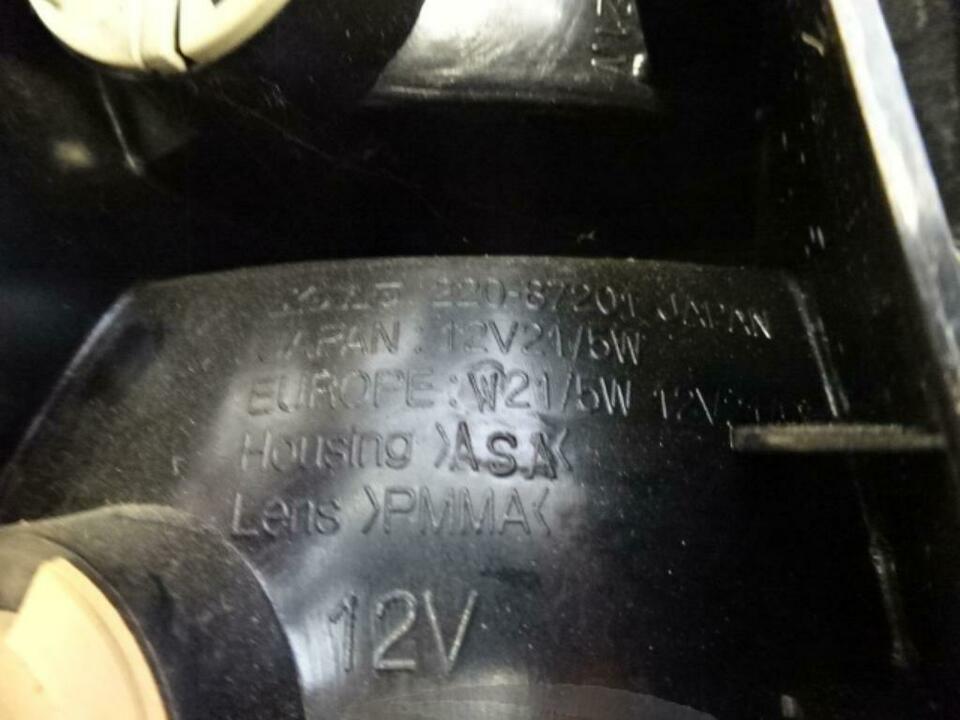 220-87201 JAPAN
JAPAN: 12V21/5W
EUROPE: W21/5W 12V
Housing >ASA<
Lens >PMMA<
12V